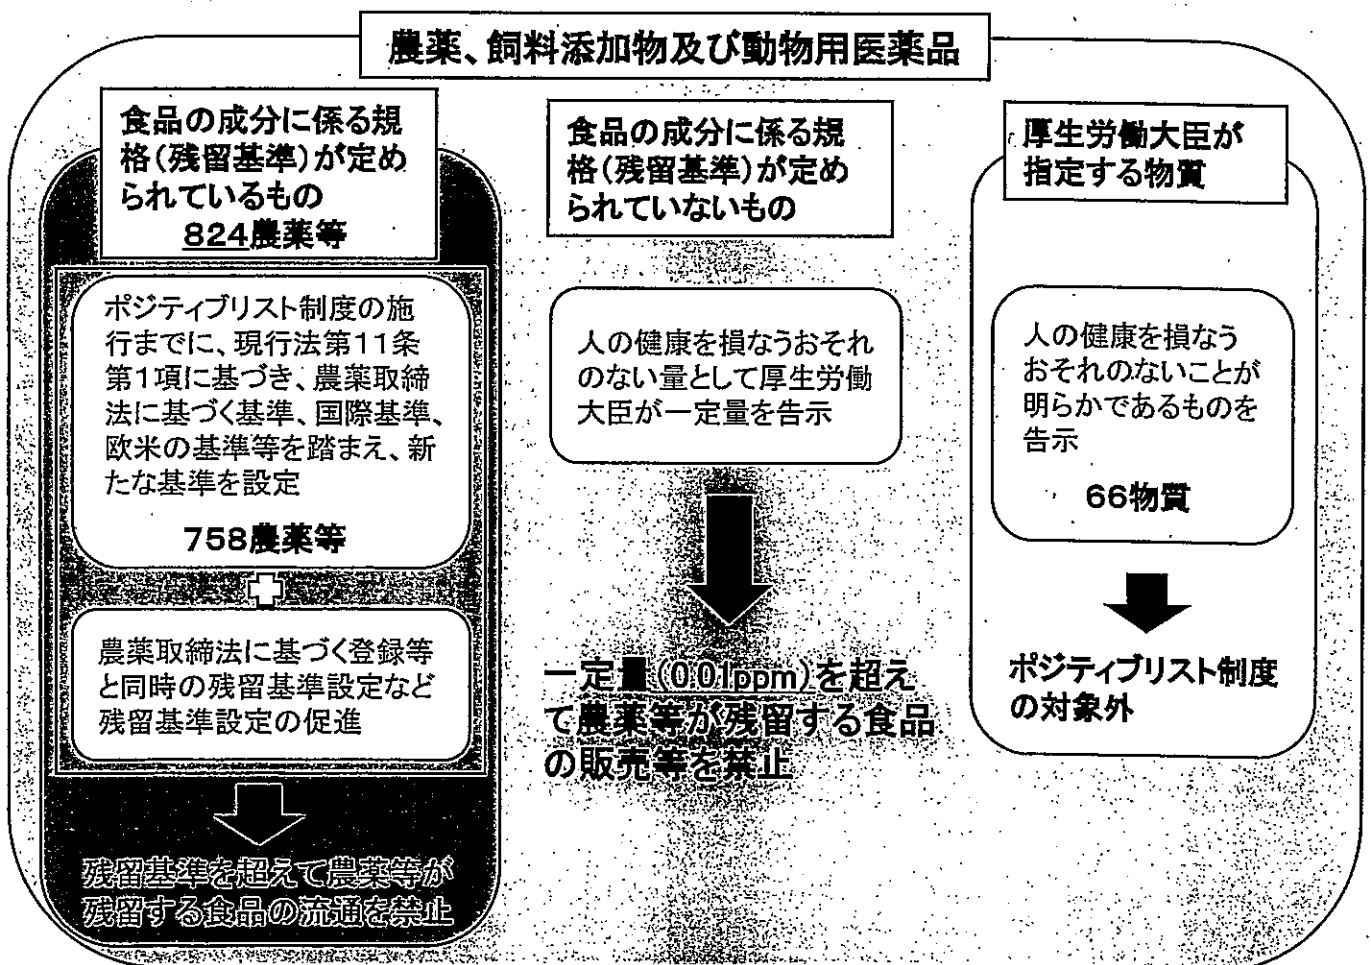 農薬、飼料添加物及び動物用医薬品
食品の成分に係る規
格(残留基準)が定め
られているもの
824農薬等
ポジティブリスト制度の施
行までに、現行法第11条
第1項に基づき、農薬取締
法に基づく基準、国際基準、
欧米の基準等を踏まえ、新
たな基準を設定
758農薬等
農薬取締法に基づく登録等
と同時の残留基準設定など
残留基準設定の促進
残留基準を超えて農薬等が
残留する食品の流通を禁止
食品の成分に係る規
格(残留基準)が定め
られていないもの
人の健康を損なうおそれ
のない量として厚生労働
大臣が一定量を告示
一定量(0.01ppm)を超え
て農薬等が残留する食品
の販売等を禁止
厚生労働大臣が
指定する物質
人の健康を損なう
おそれのないことが
明らかであるものを
告示
66物質
ポジティブリスト制度
の対象外